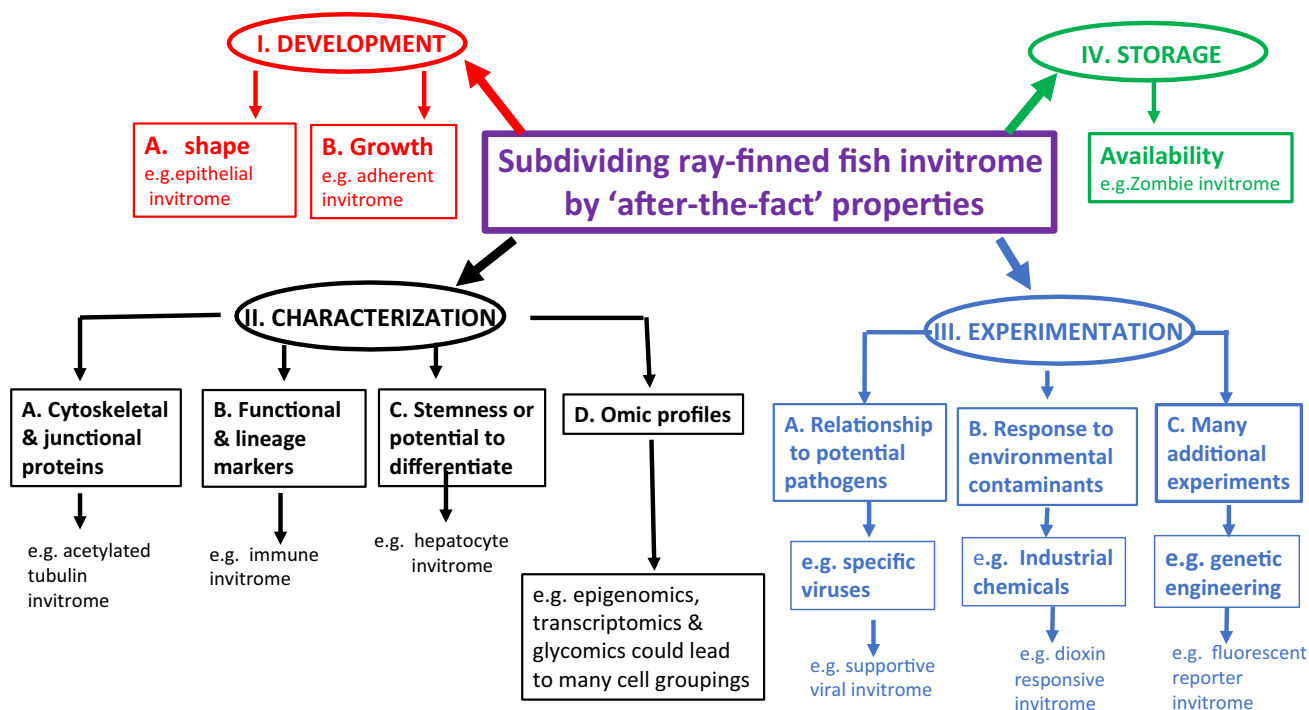 I. DEVELOPMENT
IV. STORAGE
A. shape
e.g.epithelial
invitrome
B. Growth
e.g. adherent
invitrome
Subdividing ray-finned fish invitrome
by ‘after-the-fact’ properties
Availability
e.g.Zombie invitrome
II. CHARACTERIZATION
III. EXPERIMENTATION
A. Cytoskeletal
& junctional
proteins
B. Functional
& lineage
markers
C. Stemness or
potential to
differentiate
D. Omic profiles
A. Relationship
to potential
pathogens
B. Response to
environmental
contaminants
C. Many
additional
experiments
e.g. acetylated
tubulin
invitrome
e.g. immune
invitrome
e.g. hepatocyte
invitrome
e.g. epigenomics,
transcriptomics &
glycomics could lead
to many cell groupings
e.g. specific
viruses
e.g. Industrial
chemicals
e.g. genetic
engineering
e.g. supportive
viral invitrome
e.g. dioxin
responsive
invitrome
e.g. fluorescent
reporter
invitrome